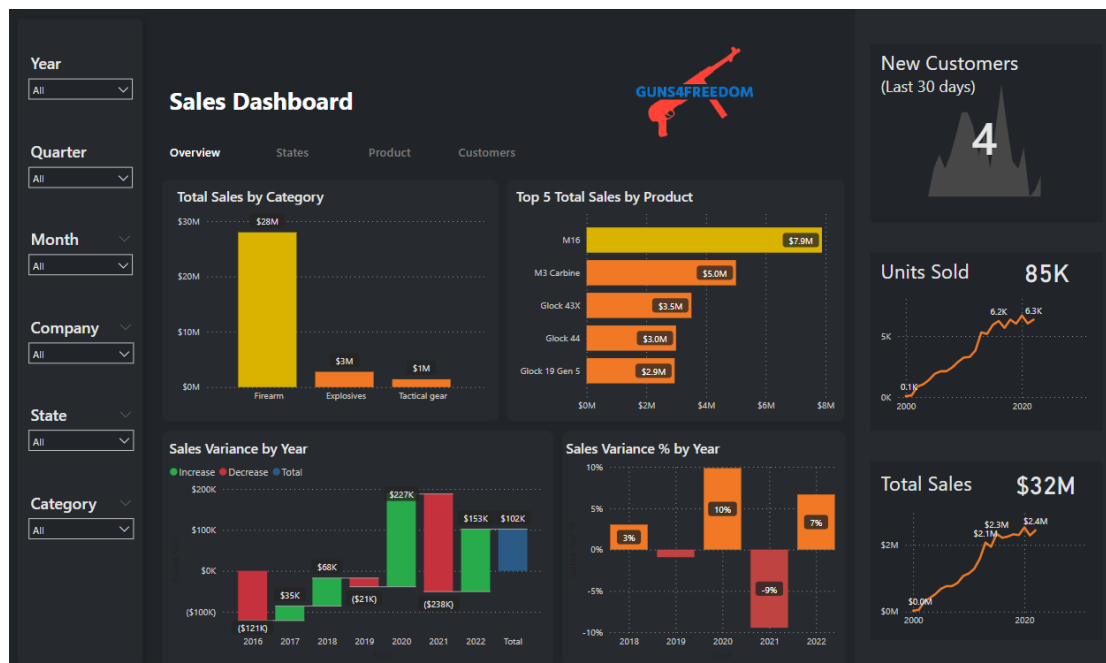 Year
All
Quarter
All
Month
All
Company
All
State
All
Category
All
Sales Dashboard
GUNS4FREEDOM
Overview States Product Customers
Total Sales by Category
$30M
$20M
$10M
$0M
$28M
$3M
$1M
Firearm Explosives Tactical gear
Top 5 Total Sales by Product
M16 $7.9M
M3 Carbine $5.0M
Glock 43X $3.5M
Glock 44 $3.0M
Glock 19 Gen 5 $2.9M
$0M $2M $4M $6M $8M
Sales Variance by Year
Increase Decrease Total
$200K
$100K
$0K
($100K)
($121K) $35K $68K ($21K) $227K ($238K) $153K $102K
2016 2017 2018 2019 2020 2021 2022 Total
Sales Variance % by Year
10%
5%
0%
-5%
-10%
3% 10% -9% 7%
2018 2019 2020 2021 2022
New Customers
(Last 30 days)
4
Units Sold 85K
6.2K 6.3K
5K
0.1K
0K
2000 2020
Total Sales $32M
$2.1M $2.3M $2.4M
$2M
$0.0M
$0M
2000 2020